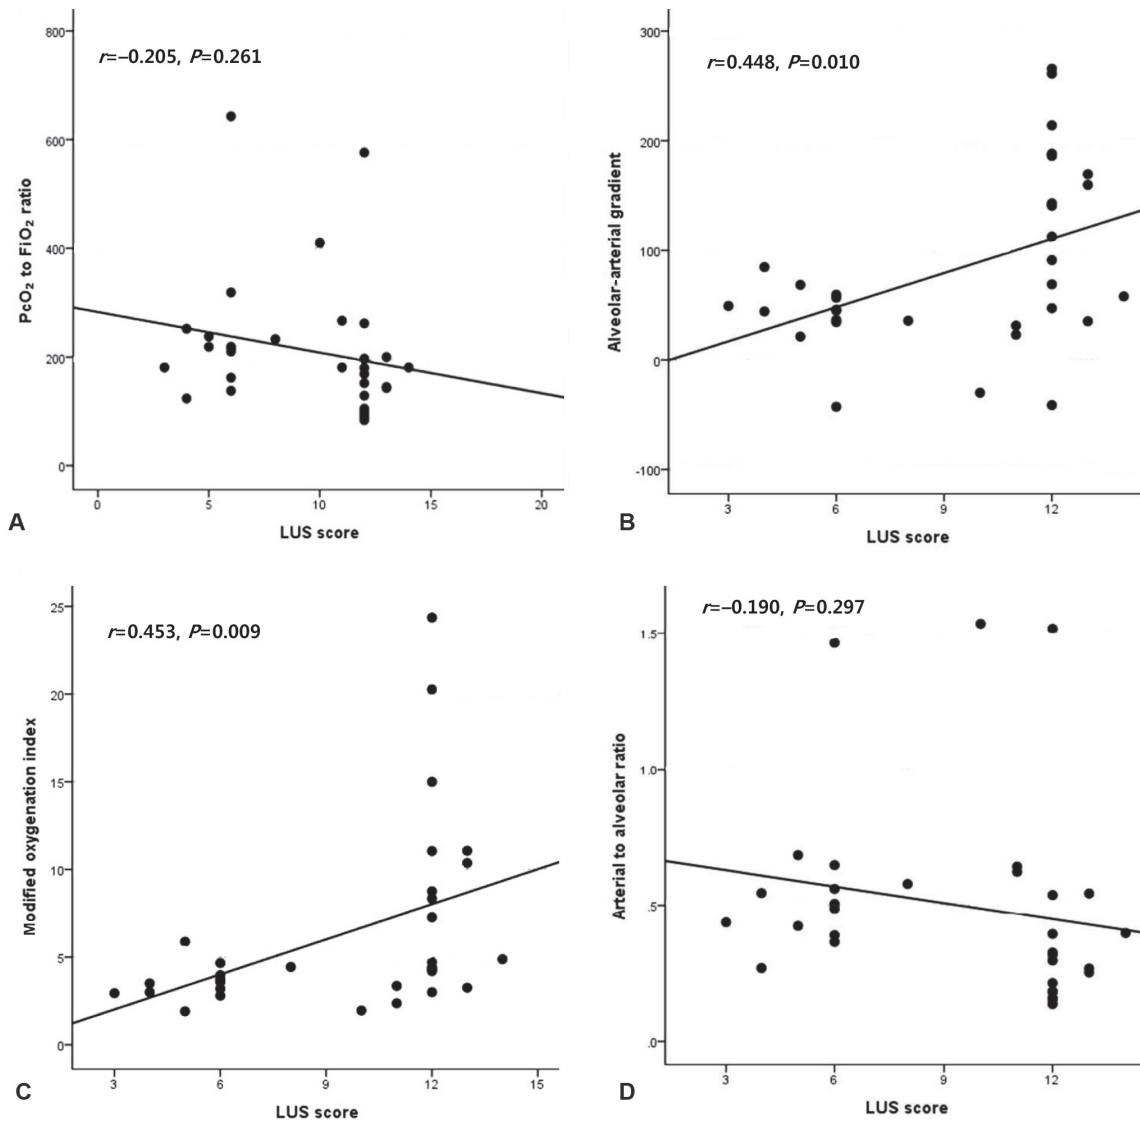 800
600
400
200
0
r=–0.205, P=0.261
PcO₂ to FiO₂ ratio
0 5 10 15 20
LUS score
A
300
200
100
0
-100
r=0.448, P=0.010
Alveolar-arterial gradient
3 6 9 12
LUS score
B
25
20
15
10
5
0
r=0.453, P=0.009
Modified oxygenation index
3 6 9 12 15
LUS score
C
1.5
1.0
.5
.0
r=–0.190, P=0.297
Arterial to alveolar ratio
3 6 9 12
LUS score
D